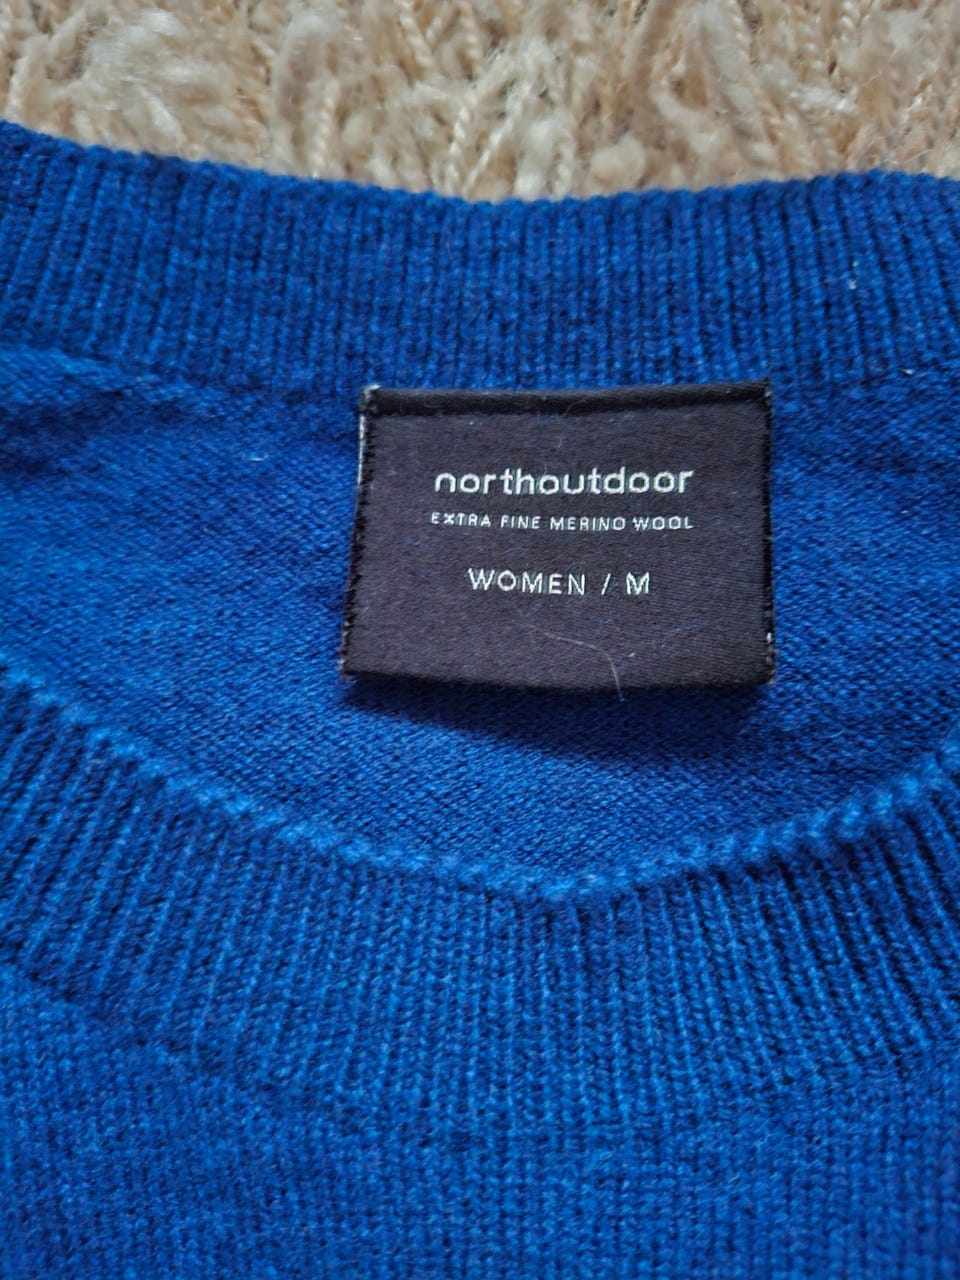 northoutdoor
EXTRA FINE MERINO WOOL
WOMEN / M